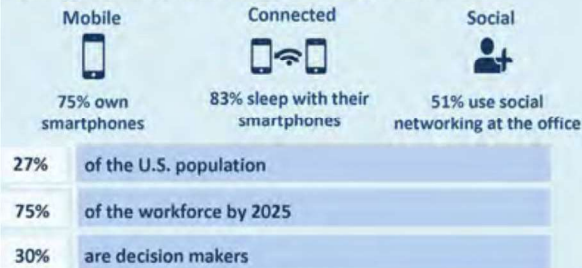 Mobile
Connected
Social
75% own
smartphones
83% sleep with their
smartphones
51% use social
networking at the office
27% of the U.S. population
75% of the workforce by 2025
30% are decision makers